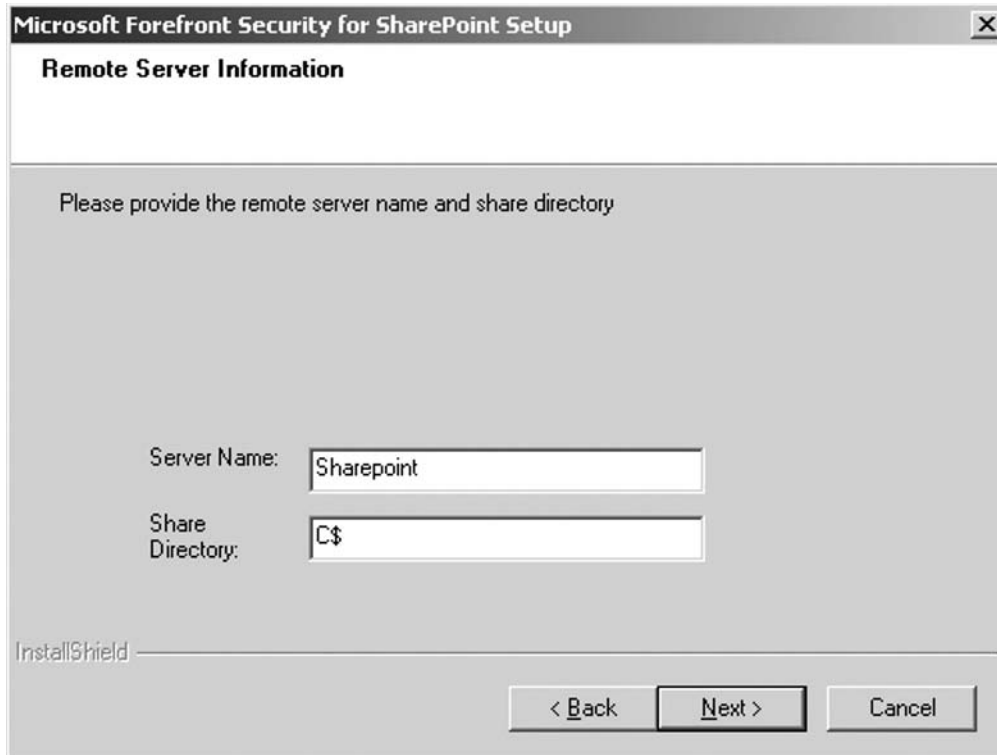 Microsoft Forefront Security for SharePoint Setup
Remote Server Information
Please provide the remote server name and share directory
Server Name:
Sharepoint
Share
Directory:
C$
InstallShield
< Back
Next >
Cancel